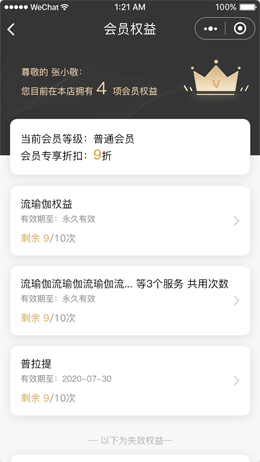 WeChat 1:21 AM 100%
会员权益
尊敬的 张小敬：
您目前在本店拥有 4 项会员权益
V
当前会员等级：普通会员
会员专享折扣：9折
流瑜伽权益
有效期至：永久有效
剩余 9/10次
流瑜伽流瑜伽流瑜伽流... 等3个服务 共用次数
有效期至：永久有效
剩余 9/10次
普拉提
有效期至：2020-07-30
剩余 9/10次
— 以下为失效权益—